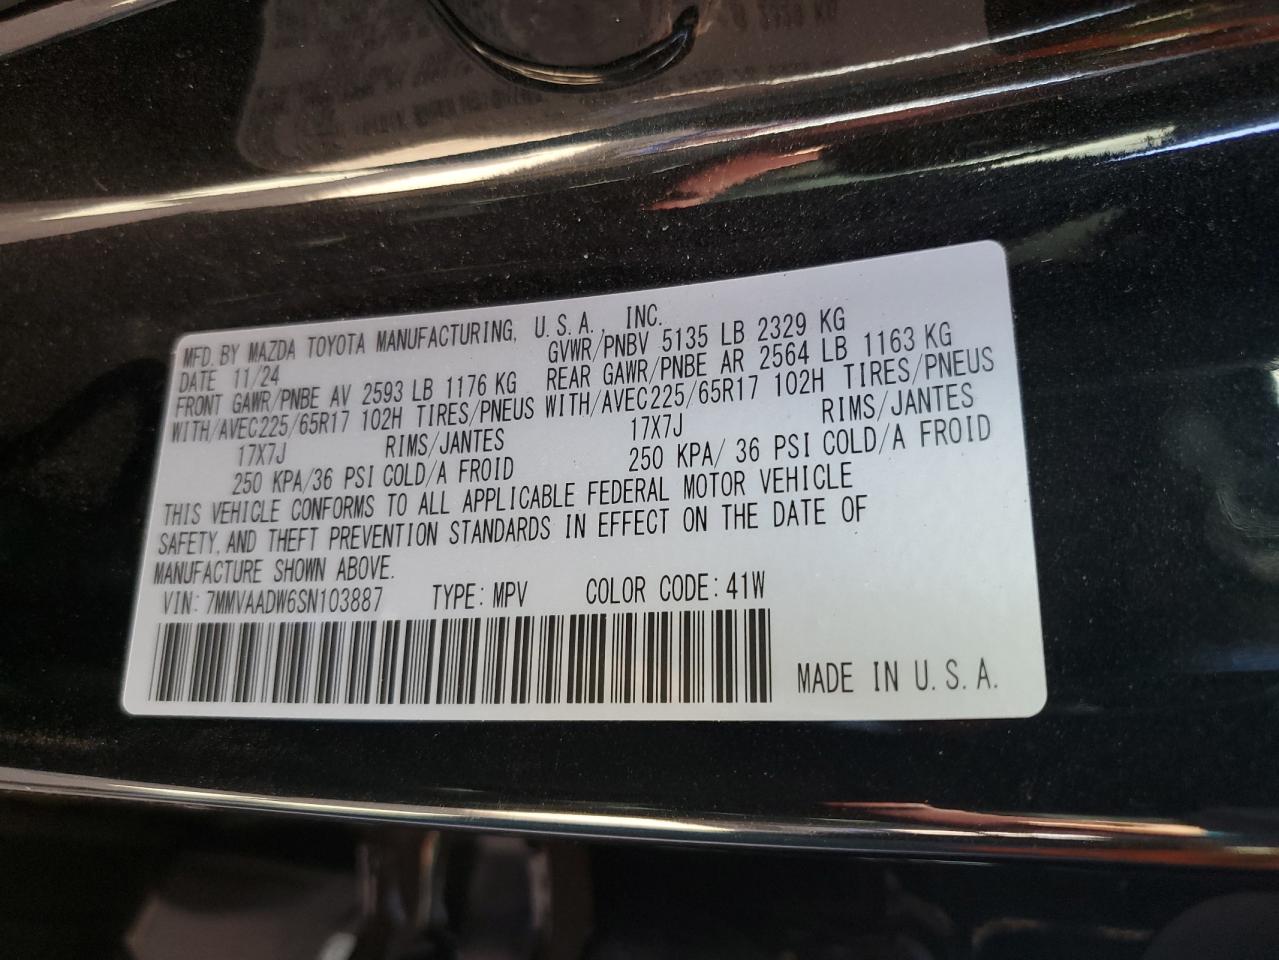 MFD. BY MAZDA TOYOTA MANUFACTURING, U.S.A., INC.
DATE 11/24 GVWR/PNBV 5135 LB 2329 KG
FRONT GAWR/PNBE AV 2593 LB 1176 KG REAR GAWR/PNBE AR 2564 LB 1163 KG
WITH/AVEC225/65R17 102H TIRES/PNEUS WITH/AVEC225/65R17 102H TIRES/PNEUS
17X7J RIMS/JANTES 17X7J RIMS/JANTES
250 KPA/36 PSI COLD/A FROID 250 KPA/ 36 PSI COLD/A FROID
THIS VEHICLE CONFORMS TO ALL APPLICABLE FEDERAL MOTOR VEHICLE
SAFETY, AND THEFT PREVENTION STANDARDS IN EFFECT ON THE DATE OF
MANUFACTURE SHOWN ABOVE.
VIN: 7MMVAADW6SN103887 TYPE: MPV COLOR CODE: 41W
MADE IN U.S.A.